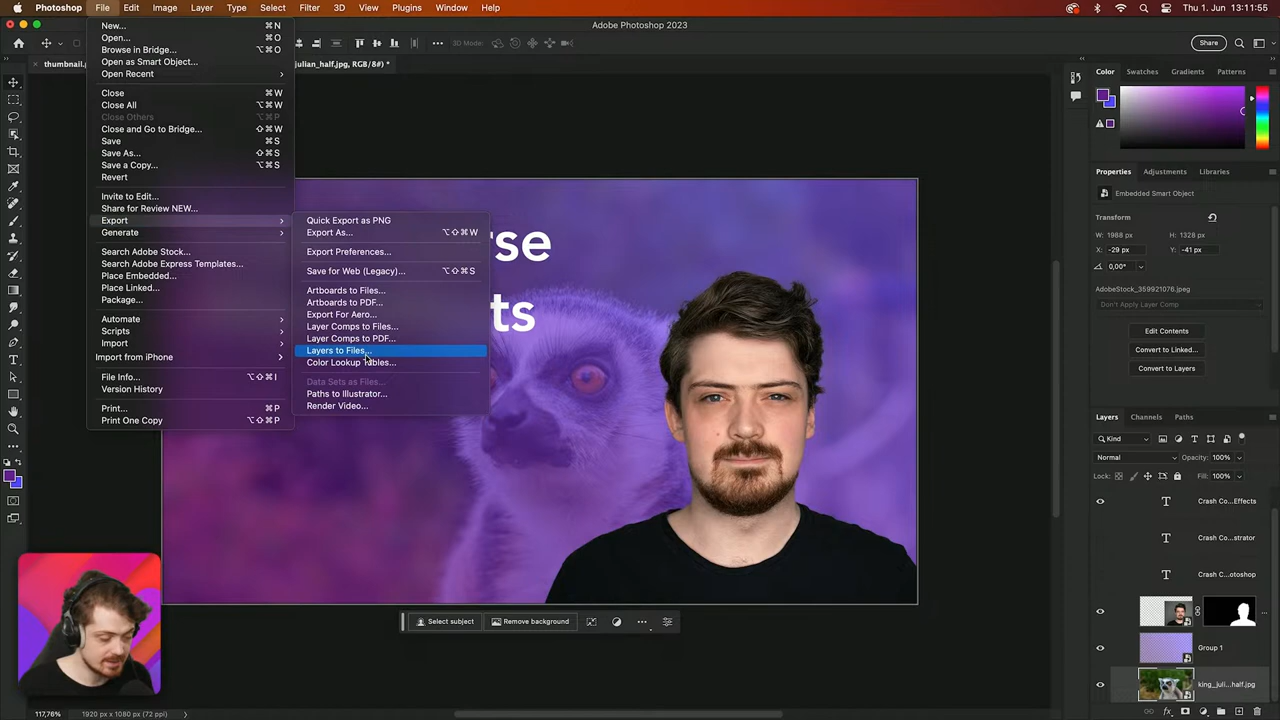 Photoshop File Edit Image Layer Type Select Filter 3D View Plugins Window Help Thu 1. Jun 13:11:55
Adobe Photoshop 2023
3D Mode: Share
thumbnail.
julian_half.jpg, RGB/8#) *
New... ⌘N
Open... ⌘O
Browse in Bridge... ⌥⌘O
Open as Smart Object...
Open Recent
Close ⌘W
Close All ⌥⌘W
Close Others
Close and Go to Bridge... ⇧⌘W
Save ⌘S
Save As... ⇧⌘S
Save a Copy... ⌥⌘S
Revert
Invite to Edit...
Share for Review NEW...
Export
Generate
Search Adobe Stock...
Search Adobe Express Templates...
Place Embedded...
Place Linked...
Package...
Automate
Scripts
Import
Import from iPhone
File Info... ⌥⇧⌘I
Version History
Print... ⌘P
Print One Copy ⌥⇧⌘P
Quick Export as PNG
Export As... ⌥⇧⌘W
Export Preferences...
Save for Web (Legacy)... ⌥⇧⌘S
Artboards to Files...
Artboards to PDF...
Export For Aero...
Layer Comps to Files...
Layer Comps to PDF...
Layers to Files...
Color Lookup Tables...
Data Sets as Files...
Paths to Illustrator...
Render Video...
rse
ts
Select subject Remove background
117,76% 1920 px x 1080 px (72 ppi)
Color Swatches Gradients Patterns
Properties Adjustments Libraries
Embedded Smart Object
Transform
W: 1988 px H: 1328 px
X: -29 px Y: -41 px
0,00°
AdobeStock_359921076.jpeg
Don't Apply Layer Comp
Edit Contents
Convert to Linked...
Convert to Layers
Layers Channels Paths
Kind
Normal Opacity: 100%
Lock: Fill: 100%
T Crash Co...Effects
T Crash Co...strator
T Crash C...otoshop
Group 1
king_juli...half.jpg
fx